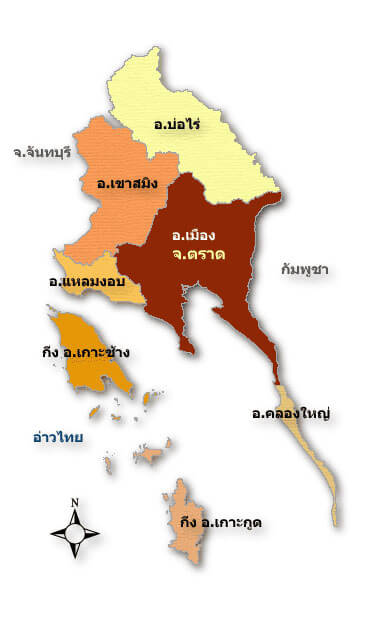 อ.บ่อไร่
จ.จันทบุรี
อ.เขาสมิง
อ.เมือง
จ.ตราด
กัมพูชา
อ.แหลมงอบ
กิ่ง อ.เกาะช้าง
อ.คลองใหญ่
อ่าวไทย
N
กิ่ง อ.เกาะกูด